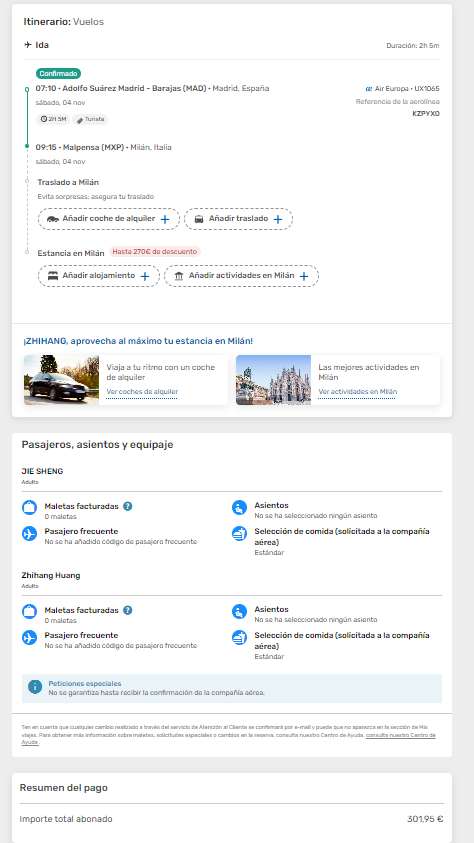 Itinerario: Vuelos
Ida
Duración: 2h 5m
Confirmado
07:10 • Adolfo Suárez Madrid - Barajas (MAD) • Madrid, España
Air Europa • UX1065
sábado, 04 nov
Referencia de la aerolínea
KZPYXO
2H 5M
Turista
09:15 • Malpensa (MXP) • Milán, Italia
sábado, 04 nov
Traslado a Milán
Evita sorpresas: asegura tu traslado
Añadir coche de alquiler +
Añadir traslado +
Estancia en Milán
Hasta 270€ de descuento
Añadir alojamiento +
Añadir actividades en Milán +
¡ZHIHANG, aprovecha al máximo tu estancia en Milán!
Viaja a tu ritmo con un coche
de alquiler
Ver coches de alquiler
Las mejores actividades en
Milán
Ver actividades en Milán
Pasajeros, asientos y equipaje
JIE SHENG
Adulto
Maletas facturadas ?
0 maletas
Asientos
No se ha seleccionado ningún asiento
Pasajero frecuente
No se ha añadido código de pasajero frecuente
Selección de comida (solicitada a la compañía
aérea)
Estándar
Zhihang Huang
Adulto
Maletas facturadas ?
0 maletas
Asientos
No se ha seleccionado ningún asiento
Pasajero frecuente
No se ha añadido código de pasajero frecuente
Selección de comida (solicitada a la compañía
aérea)
Estándar
Peticiones especiales
No se garantiza hasta recibir la confirmación de la compañía aérea.
Ten en cuenta que cualquier cambio realizado a través del servicio de Atención al Cliente se confirmará por e-mail y puede que no aparezca en la sección de Mis
viajes. Para obtener más información sobre maletas, solicitudes especiales o cambios en la reserva, consulta nuestro Centro de Ayuda. consulta nuestro Centro de
Ayuda.
Resumen del pago
Importe total abonado
301,95 €